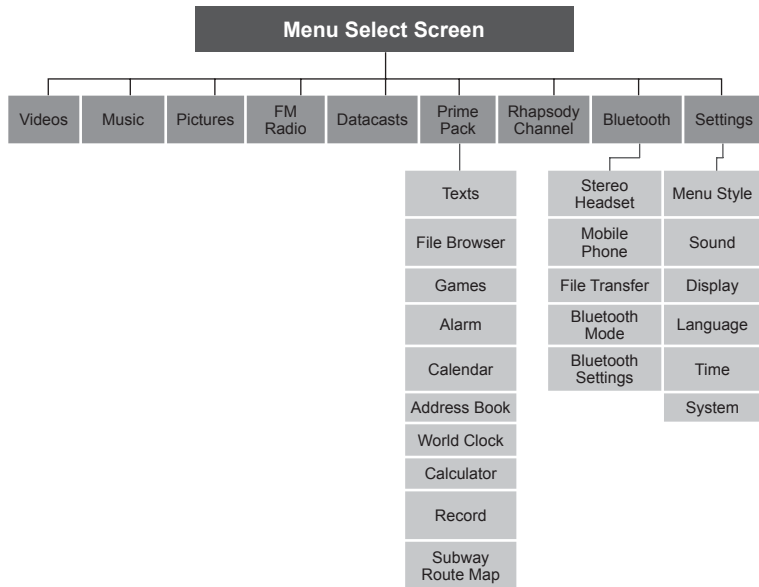 Menu Select Screen
Videos
Music
Pictures
FM
Radio
Datacasts
Prime
Pack
Rhapsody
Channel
Bluetooth
Settings
Texts
File Browser
Games
Alarm
Calendar
Address Book
World Clock
Calculator
Record
Subway
Route Map
Stereo
Headset
Mobile
Phone
File Transfer
Bluetooth
Mode
Bluetooth
Settings
Menu Style
Sound
Display
Language
Time
System